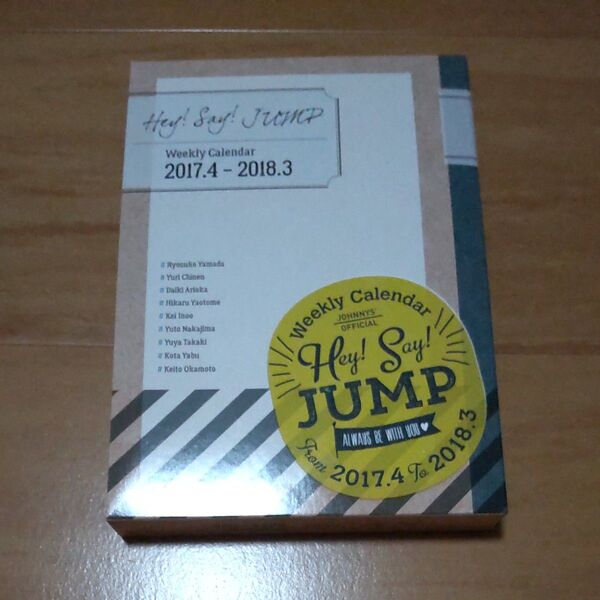 Hey! Say! JUMP
Weekly Calendar
2017.4 - 2018.3
# Ryosuke Yamada
# Yuri Chinen
# Daiki Arioka
# Hikaru Yaotome
# Kei Inoo
# Yuto Nakajima
# Yuya Takaki
# Kota Yabu
# Keito Okamoto
Weekly Calendar
JOHNNYS'
OFFICIAL
Hey! Say!
JUMP
ALWAYS BE WITH YOU♥
From 2017.4 To 2018.3